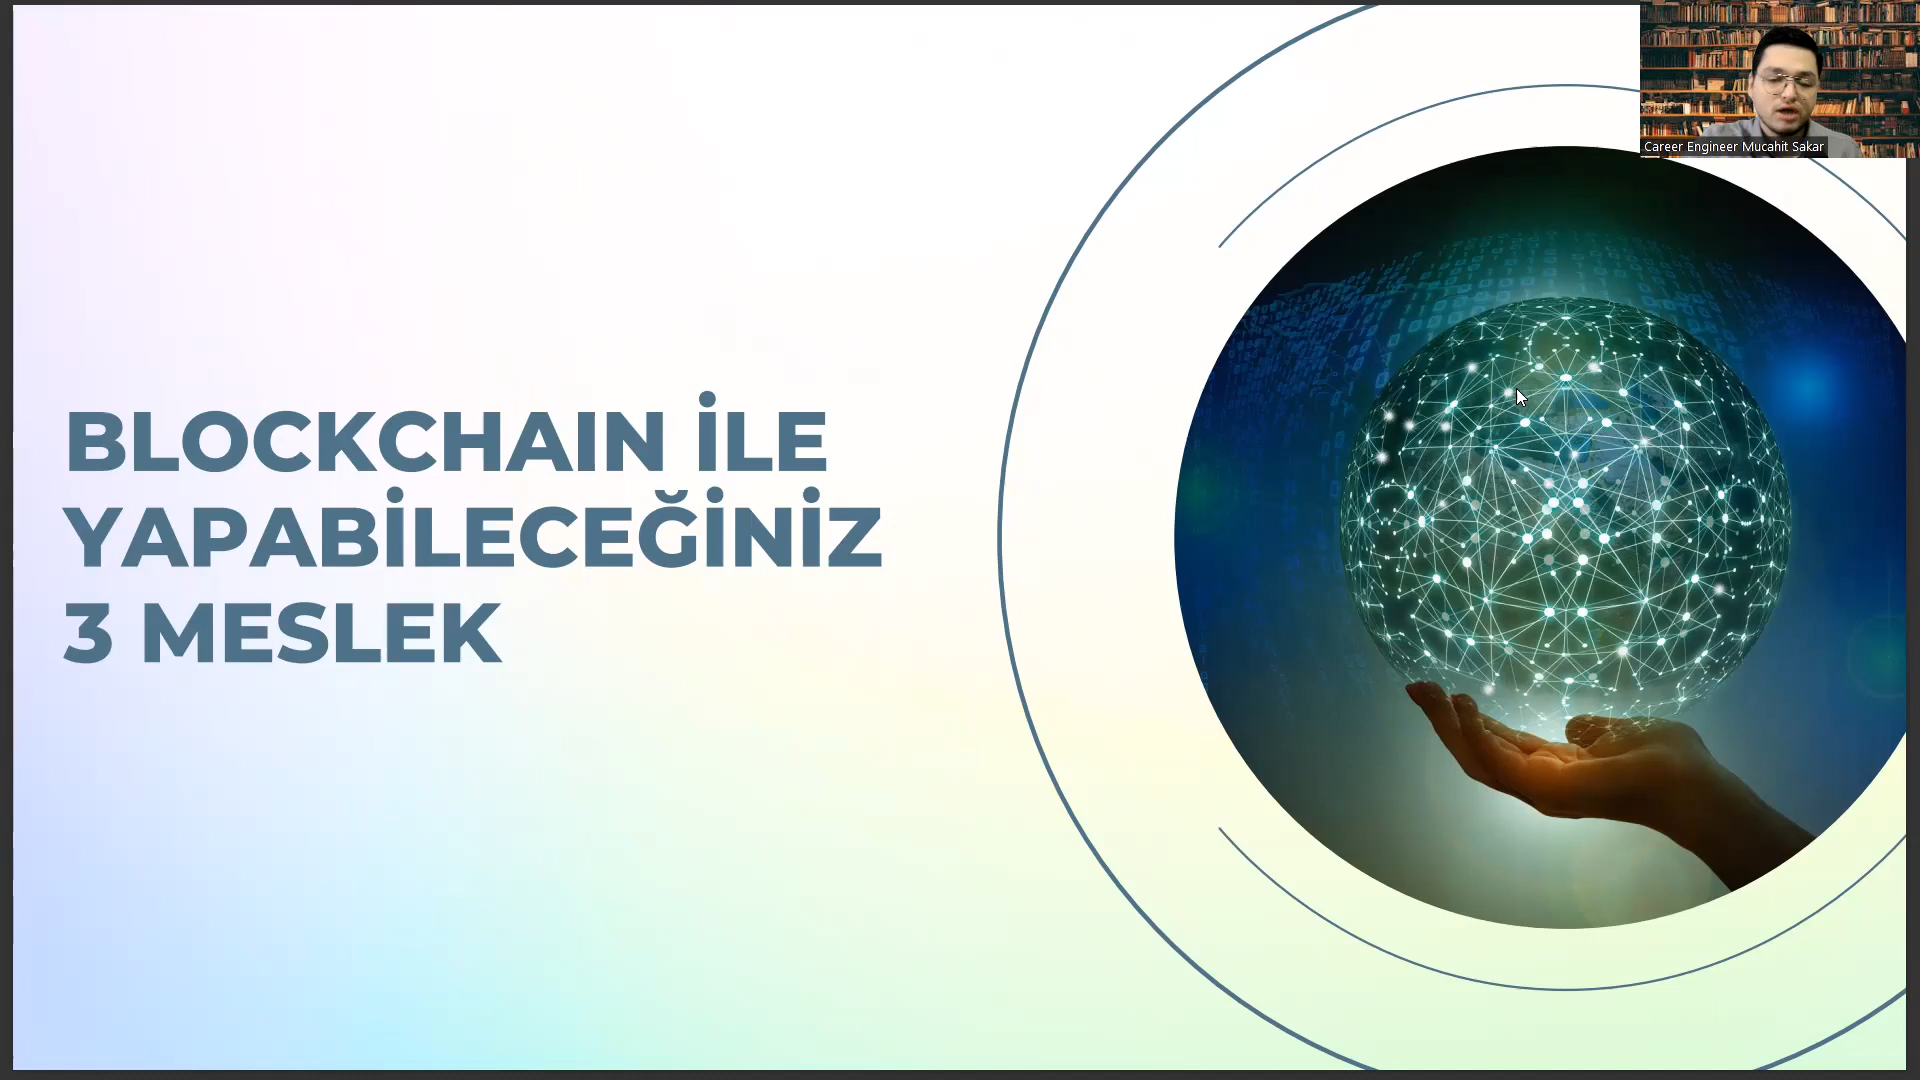 Career Engineer Mucahit Sakar
BLOCKCHAIN İLE
YAPABİLECEĞİNİZ
3 MESLEK